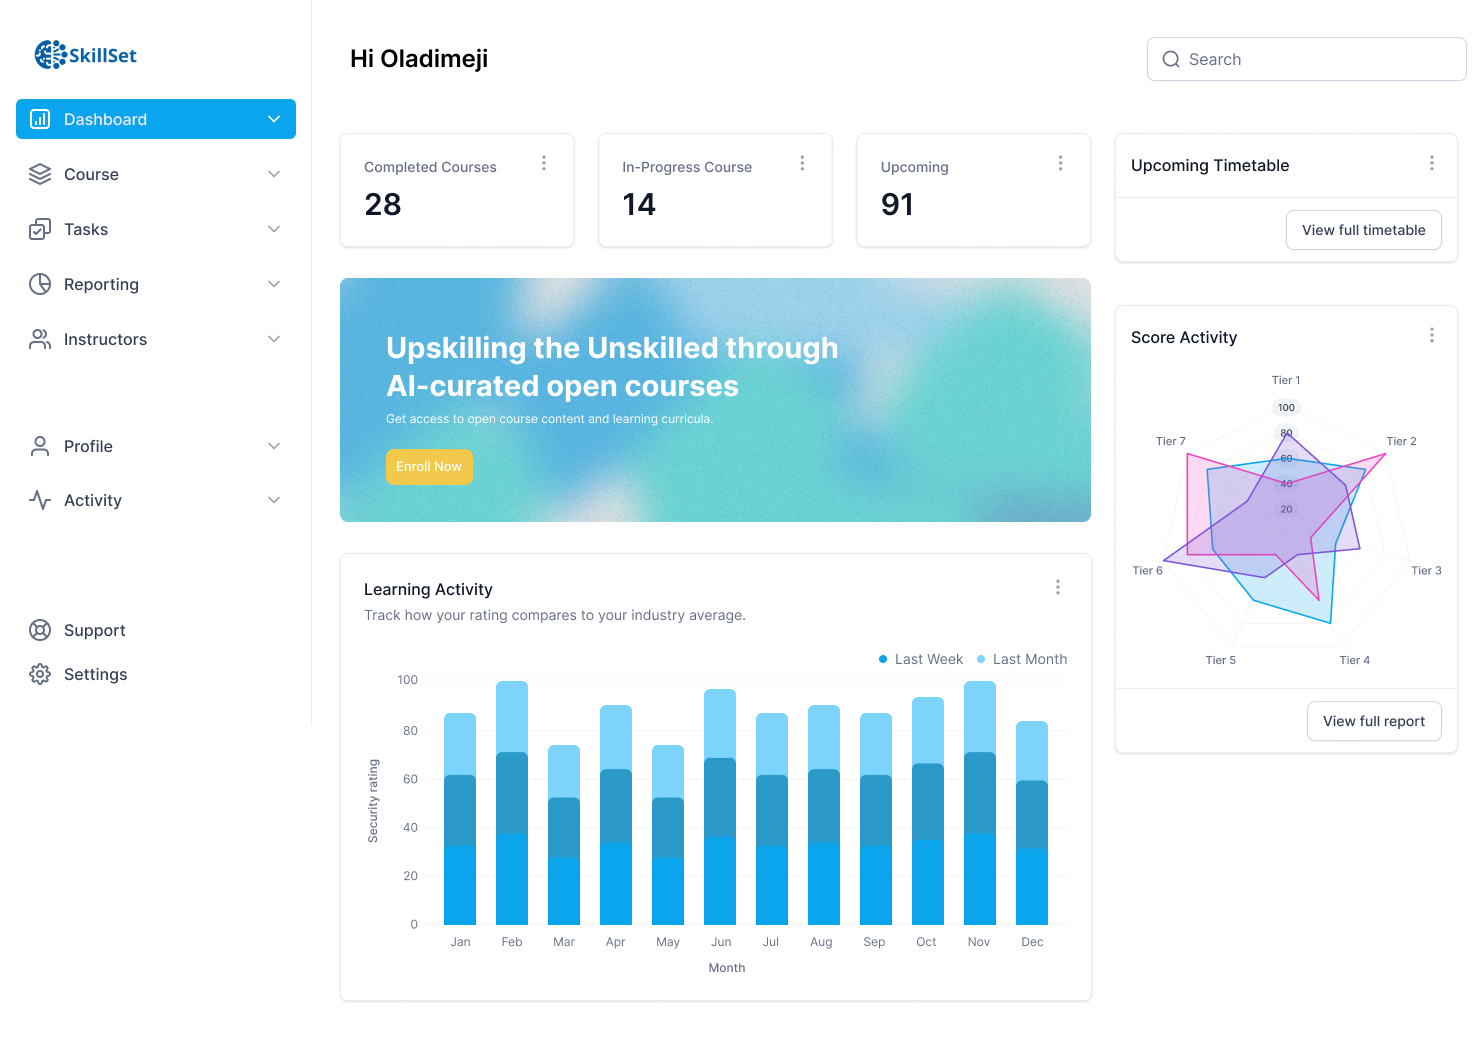 SkillSet
Dashboard
Course
Tasks
Reporting
Instructors
Profile
Activity
Support
Settings
Hi Oladimeji
Search
Completed Courses
28
In-Progress Course
14
Upcoming
91
Upskilling the Unskilled through
AI-curated open courses
Get access to open course content and learning curricula.
Enroll Now
Learning Activity
Track how your rating compares to your industry average.
Last Week
Last Month
100
80
60
40
20
0
Security rating
Jan
Feb
Mar
Apr
May
Jun
Jul
Aug
Sep
Oct
Nov
Dec
Month
Upcoming Timetable
View full timetable
Score Activity
Tier 1
100
80
60
40
20
Tier 7
Tier 2
Tier 6
Tier 3
Tier 5
Tier 4
View full report